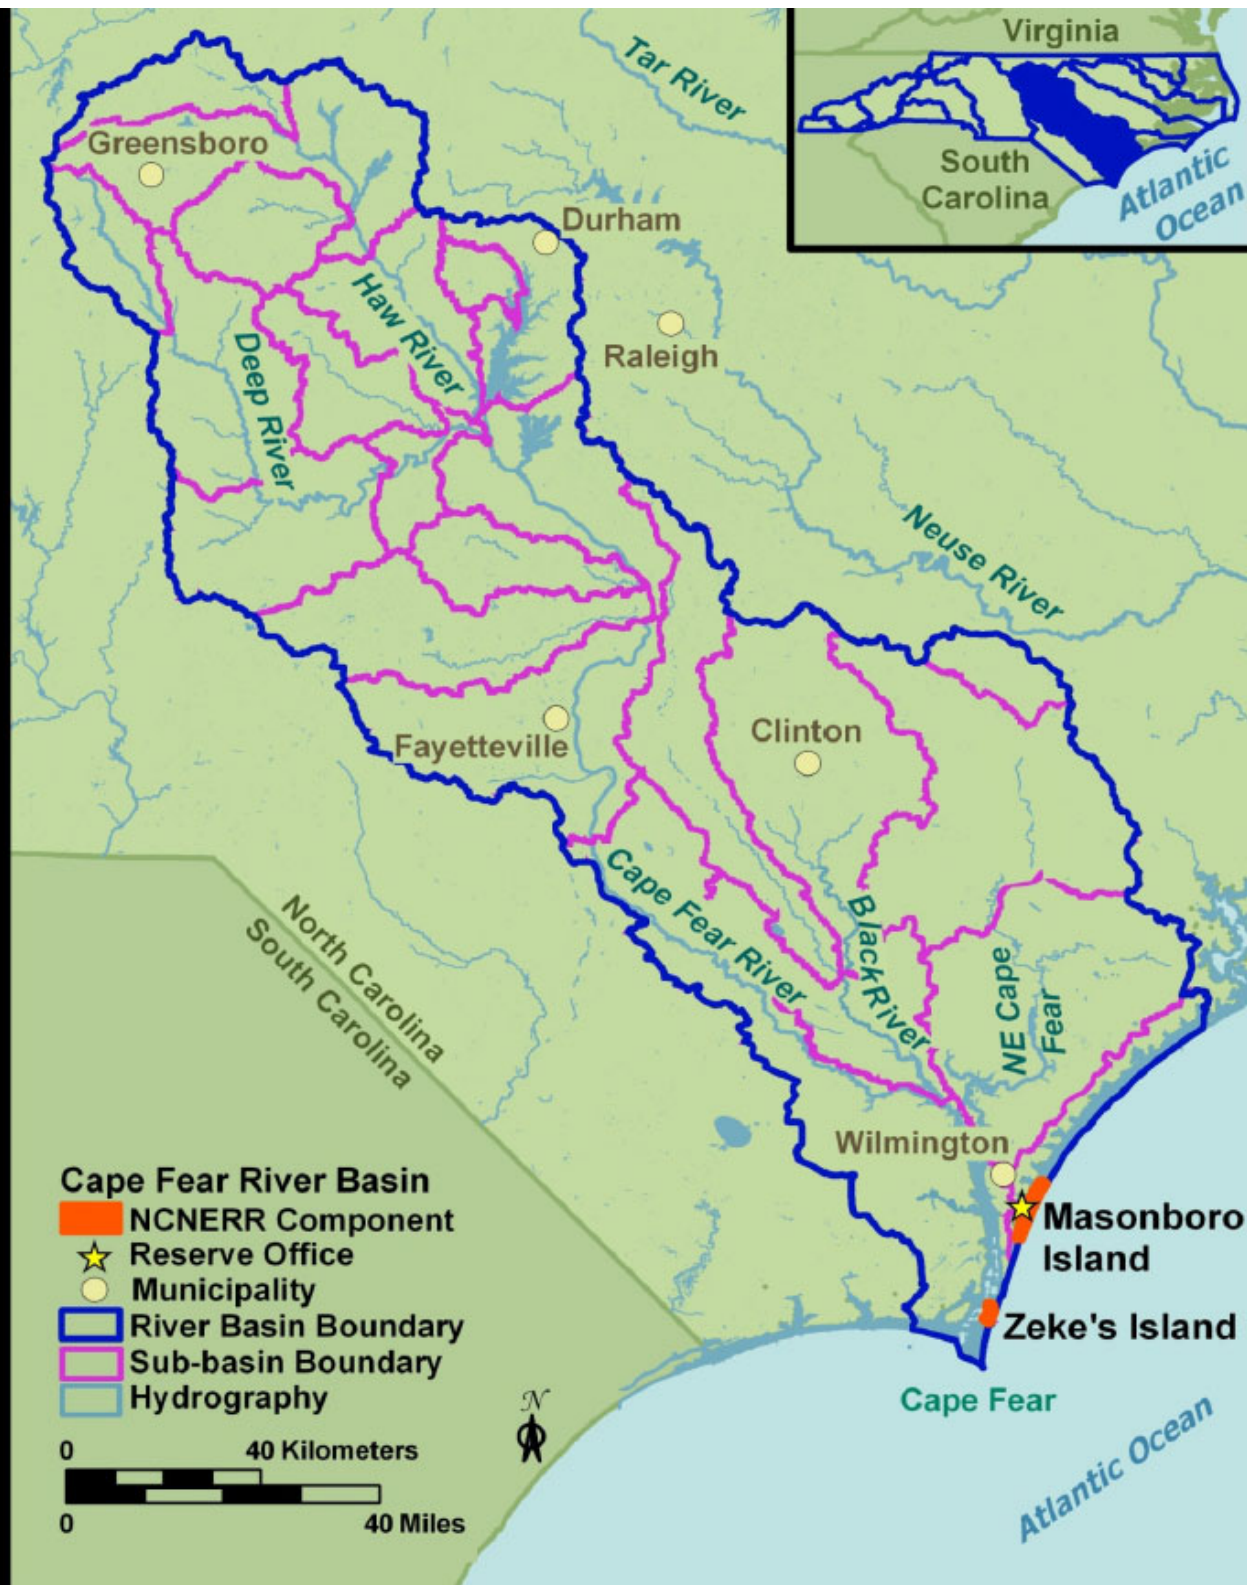 Virginia
South
Carolina
Atlantic
Ocean
Tar River
Greensboro
Durham
Haw River
Raleigh
Deep River
Neuse River
Clinton
Fayetteville
Cape Fear River
Black River
NE Cape
Fear
North Carolina
South Carolina
Wilmington
Masonboro
Island
Zeke's Island
Cape Fear
Atlantic Ocean
Cape Fear River Basin
NCNERR Component
Reserve Office
Municipality
River Basin Boundary
Sub-basin Boundary
Hydrography
N
0 40 Kilometers
0 40 Miles